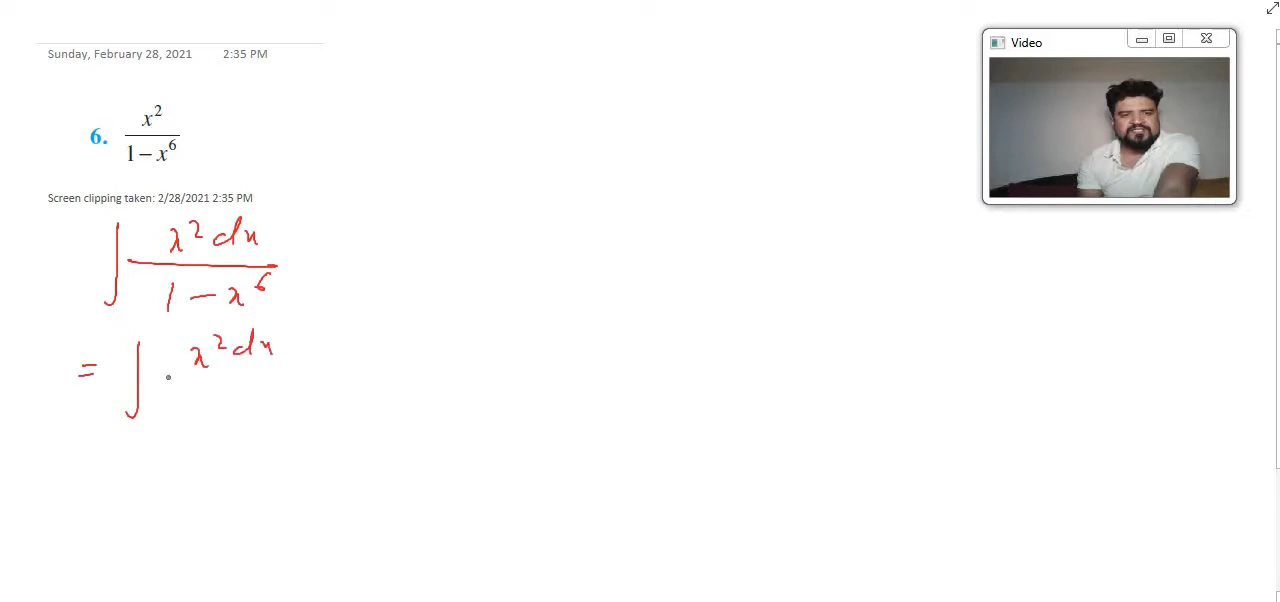 Sunday, February 28, 2021 2:35 PM
Video
6. x²
1 − x⁶
Screen clipping taken: 2/28/2021 2:35 PM
∫ x² dx
1 − x⁶
= ∫ x² dx